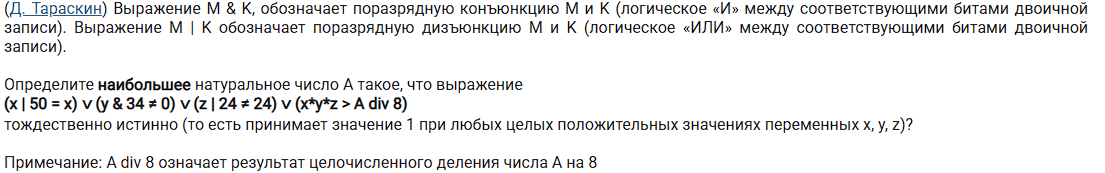 (Д. Тараскин) Выражение M & K, обозначает поразрядную конъюнкцию M и K (логическое «И» между соответствующими битами двоичной
записи). Выражение M | K обозначает поразрядную дизъюнкцию M и K (логическое «ИЛИ» между соответствующими битами двоичной
записи).
Определите наибольшее натуральное число A такое, что выражение
(x | 50 = x) ∨ (y & 34 ≠ 0) ∨ (z | 24 ≠ 24) ∨ (x*y*z > A div 8)
тождественно истинно (то есть принимает значение 1 при любых целых положительных значениях переменных x, y, z)?
Примечание: A div 8 означает результат целочисленного деления числа A на 8